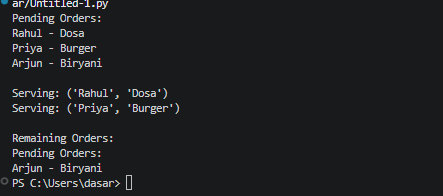 ar/Untitled-1.py
Pending Orders:
Rahul - Dosa
Priya - Burger
Arjun - Biryani
Serving: ('Rahul', 'Dosa')
Serving: ('Priya', 'Burger')
Remaining Orders:
Pending Orders:
Arjun - Biryani
PS C:\Users\dasar>